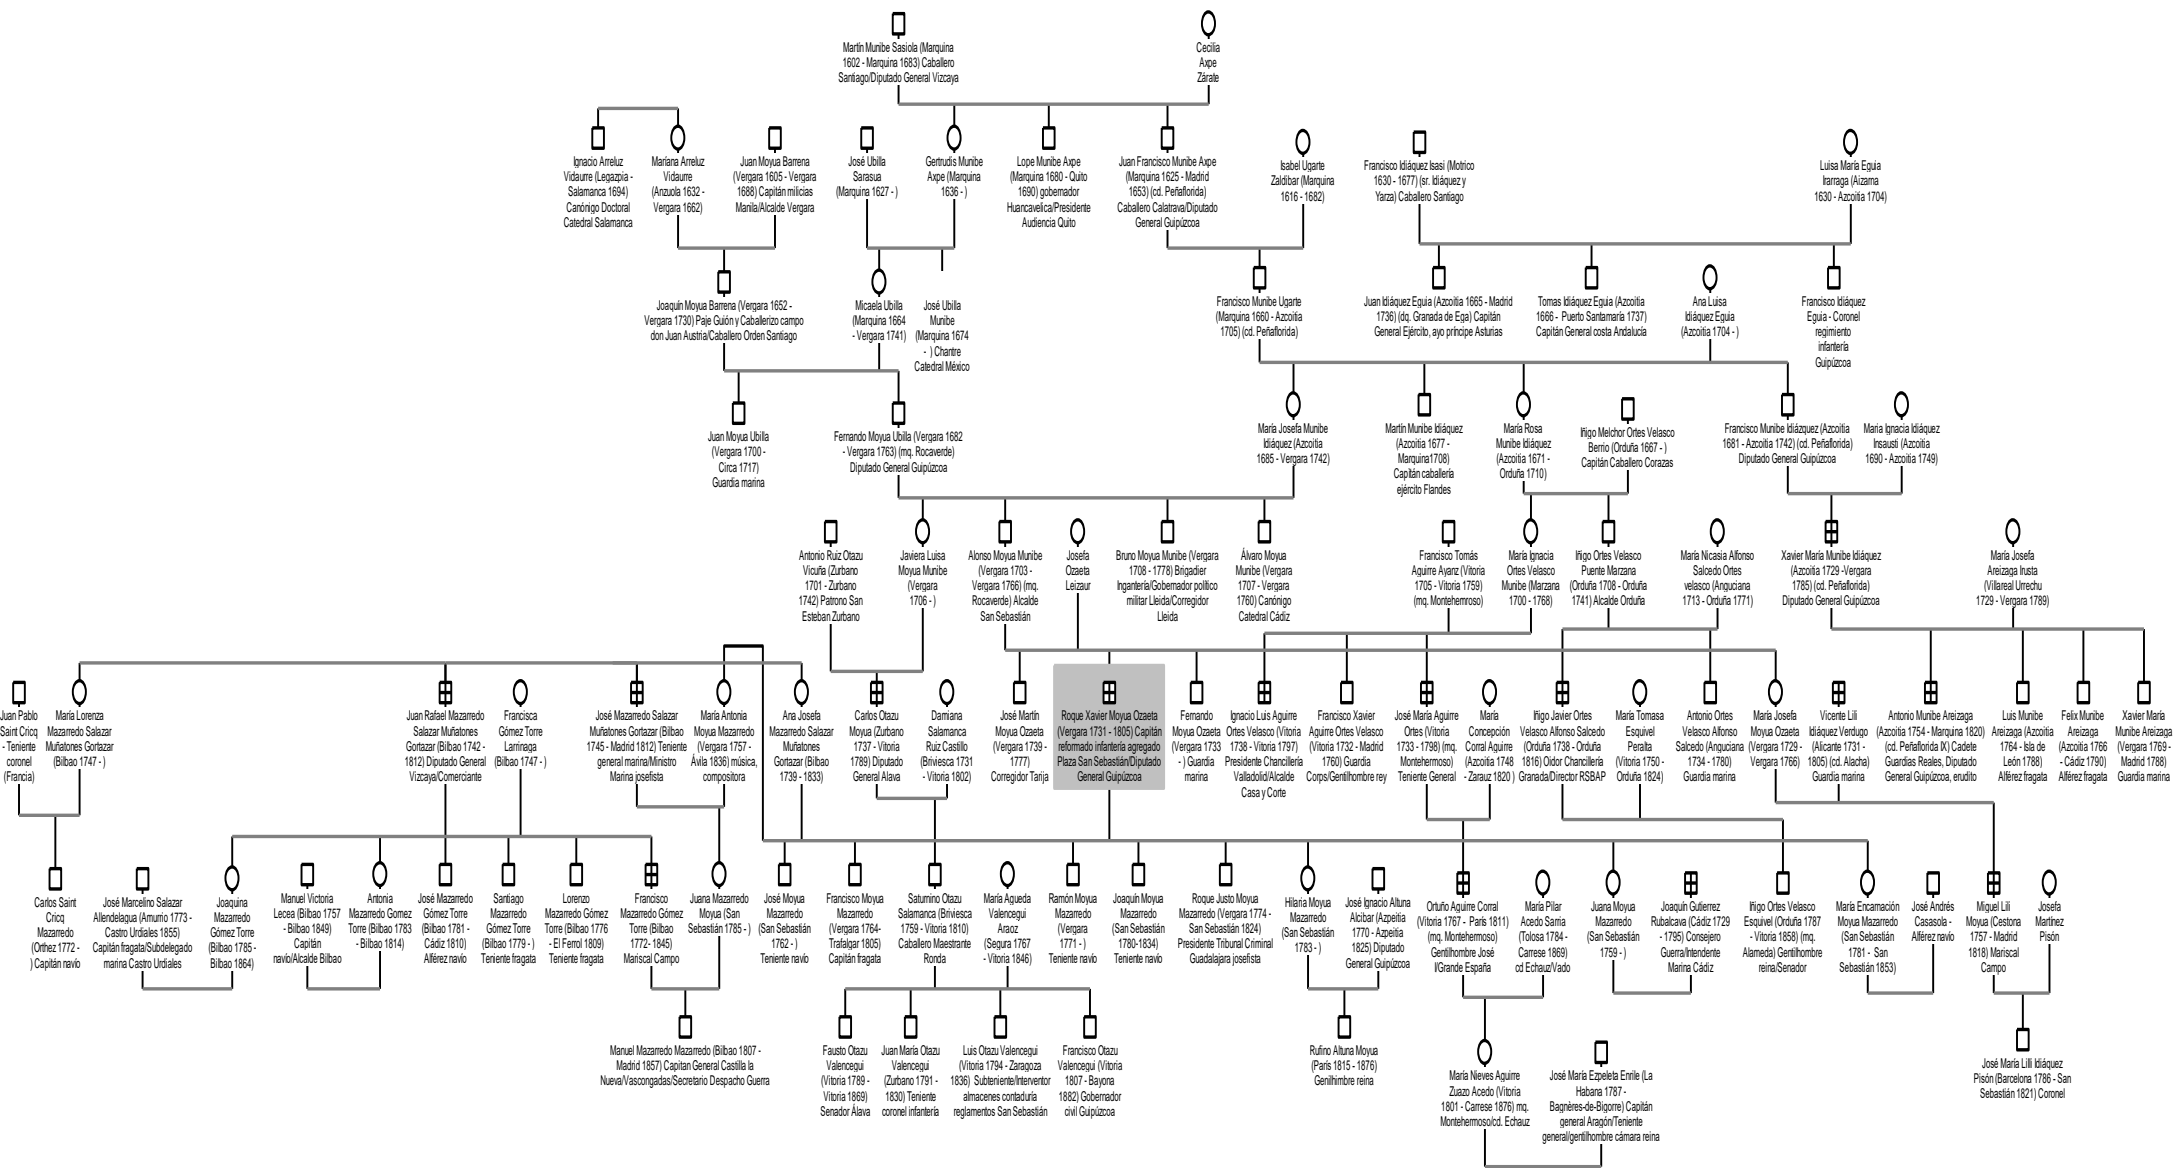 Martín Munibe Sasiola (Marquina
1602 - Marquina 1683) Caballero
Santiago/Diputado General Vizcaya
Cecilia
Axpe
Zárate
Ignacio Arreluz
Vidaurre (Legazpia -
Salamanca 1694)
Canónigo Doctoral
Catedral Salamanca
Maríana Arreluz
Vidaurre
(Anzuola 1632 -
Vergara 1662)
Juan Moyua Barrena
(Vergara 1605 - Vergara
1688) Capitán milicias
Manila/Alcalde Vergara
José Ubilla
Sarasua
(Marquina 1627 - )
Gertrudis Munibe
Axpe (Marquina
1636 - )
Lope Munibe Axpe
(Marquina 1680 - Quito
1690) gobernador
Huancavelica/Presidente
Audiencia Quito
Juan Francisco Munibe Axpe
(Marquina 1625 - Madrid
1653) (cd. Peñaflorida)
Caballero Calatrava/Diputado
General Guipúzcoa
Isabel Ugarte
Zaldibar (Marquina
1616 - 1682)
Francisco Idiáquez Isasi (Motrico
1630 - 1677) (sr. Idiáquez y
Yarza) Caballero Santiago
Luisa María Eguia
Irarraga (Aizarna
1630 - Azcoitia 1704)
Joaquín Moyua Barrena (Vergara 1652 -
Vergara 1730) Paje Guión y Caballerizo campo
don Juan Austria/Caballero Orden Santiago
Micaela Ubilla
(Marquina 1664
- Vergara 1741)
José Ubilla
Munibe
(Marquina 1674
- ) Chantre
Catedral México
Francisco Munibe Ugarte
(Marquina 1660 - Azcoitia
1705) (cd. Peñaflorida)
Juan Idiáquez Eguia (Azcoitia 1665 - Madrid
1736) (dq. Granada de Ega) Capitán
General Ejército, ayo príncipe Asturias
Tomas Idiáquez Eguia (Azcoitia
1666 - Puerto Santamaría 1737)
Capitán General costa Andalucía
Ana Luisa
Idiáquez Eguia
(Azcoitia 1704 - )
Francisco Idiáquez
Eguia - Coronel
regimiento
infantería
Guipúzcoa
Juan Moyua Ubilla
(Vergara 1700 -
Circa 1717)
Guardia marina
Fernando Moyua Ubilla (Vergara 1682
- Vergara 1763) (mq. Rocaverde)
Diputado General Guipúzcoa
María Josefa Munibe
Idiáquez (Azcoitia
1685 - Vergara 1742)
Martín Munibe Idiáquez
(Azcoitia 1677 -
Marquina1708)
Capitán caballería
ejército Flandes
María Rosa
Munibe Idiáquez
(Azcoitia 1671 -
Orduña 1710)
Iñigo Melchor Ortes Velasco
Berrio (Orduña 1667 - )
Capitán Caballero Corazas
Francisco Munibe Idiázquez (Azcoitia
1681 - Azcoitia 1742) (cd. Peñaflorida)
Diputado General Guipúzcoa
Maria Ignacia Idiáquez
Insausti (Azcoitia
1690 - Azcoitia 1749)
Antonio Ruiz Otazu
Vicuña (Zurbano
1701 - Zurbano
1742) Patrono San
Esteban Zurbano
Javiera Luisa
Moyua Munibe
(Vergara
1706 - )
Alonso Moyua Munibe
(Vergara 1703 -
Vergara 1766) (mq.
Rocaverde) Alcalde
San Sebastián
Josefa
Ozaeta
Leizaur
Bruno Moyua Munibe (Vergara
1708 - 1778) Brigadier
Ingantería/Gobernador político
militar Lleida/Corregidor
Lleida
Álvaro Moyua
Munibe (Vergara
1707 - Vergara
1760) Canónigo
Catedral Cádiz
Francisco Tomás
Aguirre Ayanz (Vitoria
1705 - Vitoria 1759)
(mq. Montehemroso)
María Ignacia
Ortes Velasco
Munibe (Marzana
1700 - 1768)
Iñigo Ortes Velasco
Puente Marzana
(Orduña 1708 - Orduña
1741) Alcalde Orduña
María Nicasia Alfonso
Salcedo Ortes
velasco (Anguciana
1713 - Orduña 1771)
Xavier María Munibe Idiáquez
(Azcoitia 1729 -Vergara
1785) (cd. Peñaflorida)
Diputado General Guipúzcoa
María Josefa
Areizaga Irusta
(Villareal Urrechu
1729 - Vergara 1789)
Juan Pablo
Saint Cricq
- Teniente
coronel
(Francia)
María Lorenza
Mazarredo Salazar
Muñatones Gortazar
(Bilbao 1747 - )
Juan Rafael Mazarredo
Salazar Muñatones
Gortazar (Bilbao 1742 -
1812) Diputado General
Vizcaya/Comerciante
Francisca
Gómez Torre
Larrinaga
(Bilbao 1747 - )
José Mazarredo Salazar
Muñatones Gortazar (Bilbao
1745 - Madrid 1812) Teniente
general marina/Ministro
Marina josefista
María Antonia
Moyua Mazarredo
(Vergara 1757 -
Ávila 1836) música,
compositora
Ana Josefa
Mazarredo Salazar
Muñatones
Gortazar (Bilbao
1739 - 1833)
Carlos Otazu
Moyua (Zurbano
1737 - Vitoria
1789) Diputado
General Alava
Damiana
Salamanca
Ruiz Castillo
(Briviesca 1731
- Vitoria 1802)
José Martín
Moyua Ozaeta
(Vergara 1739 -
1777)
Corregidor Tarija
Roque Xavier Moyua Ozaeta
(Vergara 1731 - 1805) Capitán
reformado infantería agregado
Plaza San Sebastián/Diputado
General Guipúzcoa
Fernando
Moyua Ozaeta
(Vergara 1733
- ) Guardia
marina
Ignacio Luis Aguirre
Ortes Velasco (Vitoria
1738 - Vitoria 1797)
Presidente Chancillería
Valladolid/Alcalde
Casa y Corte
Francisco Xavier
Aguirre Ortes Velasco
(Vitoria 1732 - Madrid
1760) Guardia
Corps/Gentilhombre rey
José María Aguirre
Ortes (Vitoria
1733 - 1798) (mq.
Montehermoso)
Teniente General
María
Concepción
Corral Aguirre
(Azcoitia 1748
- Zarauz 1820 )
Iñigo Javier Ortes
Velasco Alfonso Salcedo
(Orduña 1738 - Orduña
1816) Oidor Chancillería
Granada/Director RSBAP
María Tomasa
Esquivel
Peralta
(Vitoria 1750 -
Orduña 1824)
Antonio Ortes
Velasco Alfonso
Salcedo (Anguciana
1734 - 1780)
Guardia marina
María Josefa
Moyua Ozaeta
(Vergara 1729 -
Vergara 1766)
Vicente Lili
Idiáquez Verdugo
(Alicante 1731 -
1805) (cd. Alacha)
Guardia marina
Antonio Munibe Areizaga
(Azcoitia 1754 - Marquina 1820)
(cd. Peñaflorida IX) Cadete
Guardias Reales, Diputado
General Guipúzcoa, erudito
Luis Munibe
Areizaga (Azcoitia
1764 - Isla de
León 1788)
Alférez fragata
Felix Munibe
Areizaga
(Azcoitia 1766
- Cádiz 1790)
Alférez fragata
Xavier María
Munibe Areizaga
(Vergara 1769 -
Madrid 1788)
Guardia marina
Carlos Saint
Cricq
Mazarredo
(Orthez 1772 -
) Capitán navío
José Marcelino Salazar
Allendelagua (Amurrio 1773 -
Castro Urdiales 1855)
Capitán fragata/Subdelegado
marina Castro Urdiales
Joaquina
Mazarredo
Gómez Torre
(Bilbao 1785 -
Bilbao 1864)
Manuel Victoria
Lecea (Bilbao 1757
- Bilbao 1849)
Capitán
navío/Alcalde Bilbao
Antonia
Mazarredo Gomez
Torre (Bilbao 1783
- Bilbao 1814)
José Mazarredo
Gómez Torre
(Bilbao 1781 -
Cádiz 1810)
Alférez navío
Santiago
Mazarredo
Gómez Torre
(Bilbao 1779 - )
Teniente fragata
Lorenzo
Mazarredo Gómez
Torre (Bilbao 1776
- El Ferrol 1809)
Teniente fragata
Francisco
Mazarredo Gómez
Torre (Bilbao
1772- 1845)
Mariscal Campo
Juana Mazarredo
Moyua (San
Sebastián 1785 - )
José Moyua
Mazarredo
(San Sebastián
1762 - )
Teniente navío
Francisco Moyua
Mazarredo
(Vergara 1764-
Trafalgar 1805)
Capitán fragata
Saturnino Otazu
Salamanca (Briviesca
1759 - Vitoria 1810)
Caballero Maestrante
Ronda
María Agueda
Valencegui
Araoz
(Segura 1767
- Vitoria 1846)
Ramón Moyua
Mazarredo
(Vergara
1771 - )
Teniente navío
Joaquín Moyua
Mazarredo
(San Sebastián
1780-1834)
Teniente navío
Roque Justo Moyua
Mazarredo (Vergara 1774 -
San Sebastián 1824)
Presidente Tribunal Criminal
Guadalajara josefista
Hilaria Moyua
Mazarredo
(San Sebastián
1783 - )
José Ignacio Altuna
Alcibar (Azpeitia
1770 - Azpeitia
1825) Diputado
General Guipúzcoa
Ortuño Aguirre Corral
(Vitoria 1767 - París 1811)
(mq. Montehermoso)
Gentilhombre José
I/Grande España
María Pilar
Acedo Sarria
(Tolosa 1784 -
Carrese 1869)
cd Echauz/Vado
Juana Moyua
Mazarredo
(San Sebastián
1759 - )
Joaquín Gutierrez
Rubalcava (Cádiz 1729
- 1795) Consejero
Guerra/Intendente
Marina Cádiz
Iñigo Ortes Velasco
Esquivel (Orduña 1787
- Vitoria 1858) (mq.
Alameda) Gentilhombre
reina/Senador
María Encarnación
Moyua Mazarredo
(San Sebastián
1781 - San
Sebastián 1853)
José Andrés
Casasola -
Alférez navío
Miguel Lili
Moyua (Cestona
1757 - Madrid
1818) Mariscal
Campo
Josefa
Martínez
Pisón
Manuel Mazarredo Mazarredo (Bilbao 1807 -
Madrid 1857) Capitan General Castilla la
Nueva/Vascongadas/Secretario Despacho Guerra
Fausto Otazu
Valencegui
(Vitoria 1789 -
Vitoria 1869)
Senador Álava
Juan María Otazu
Valencegui
(Zurbano 1791 -
1830) Teniente
coronel infantería
Luis Otazu Valencegui
(Vitoria 1794 - Zaragoza
1836) Subteniente/Interventor
almacenes contaduría
reglamentos San Sebastián
Francisco Otazu
Valencegui (Vitoria
1807 - Bayona
1882) Gobernador
civil Guipúzcoa
Rufino Altuna Moyua
(París 1815 - 1876)
Genilhimbre reina
María Nieves Aguirre
Zuazo Acedo (Vitoria
1801 - Carrese 1876) mq.
Montehermoso/cd. Echauz
José María Ezpeleta Enrile (La
Habana 1787 -
Bagnères-de-Bigorre) Capitán
general Aragón/Teniente
general/gentilhombre cámara reina
José María Lilli Idiáquez
Pisón (Barcelona 1786 - San
Sebastián 1821) Coronel